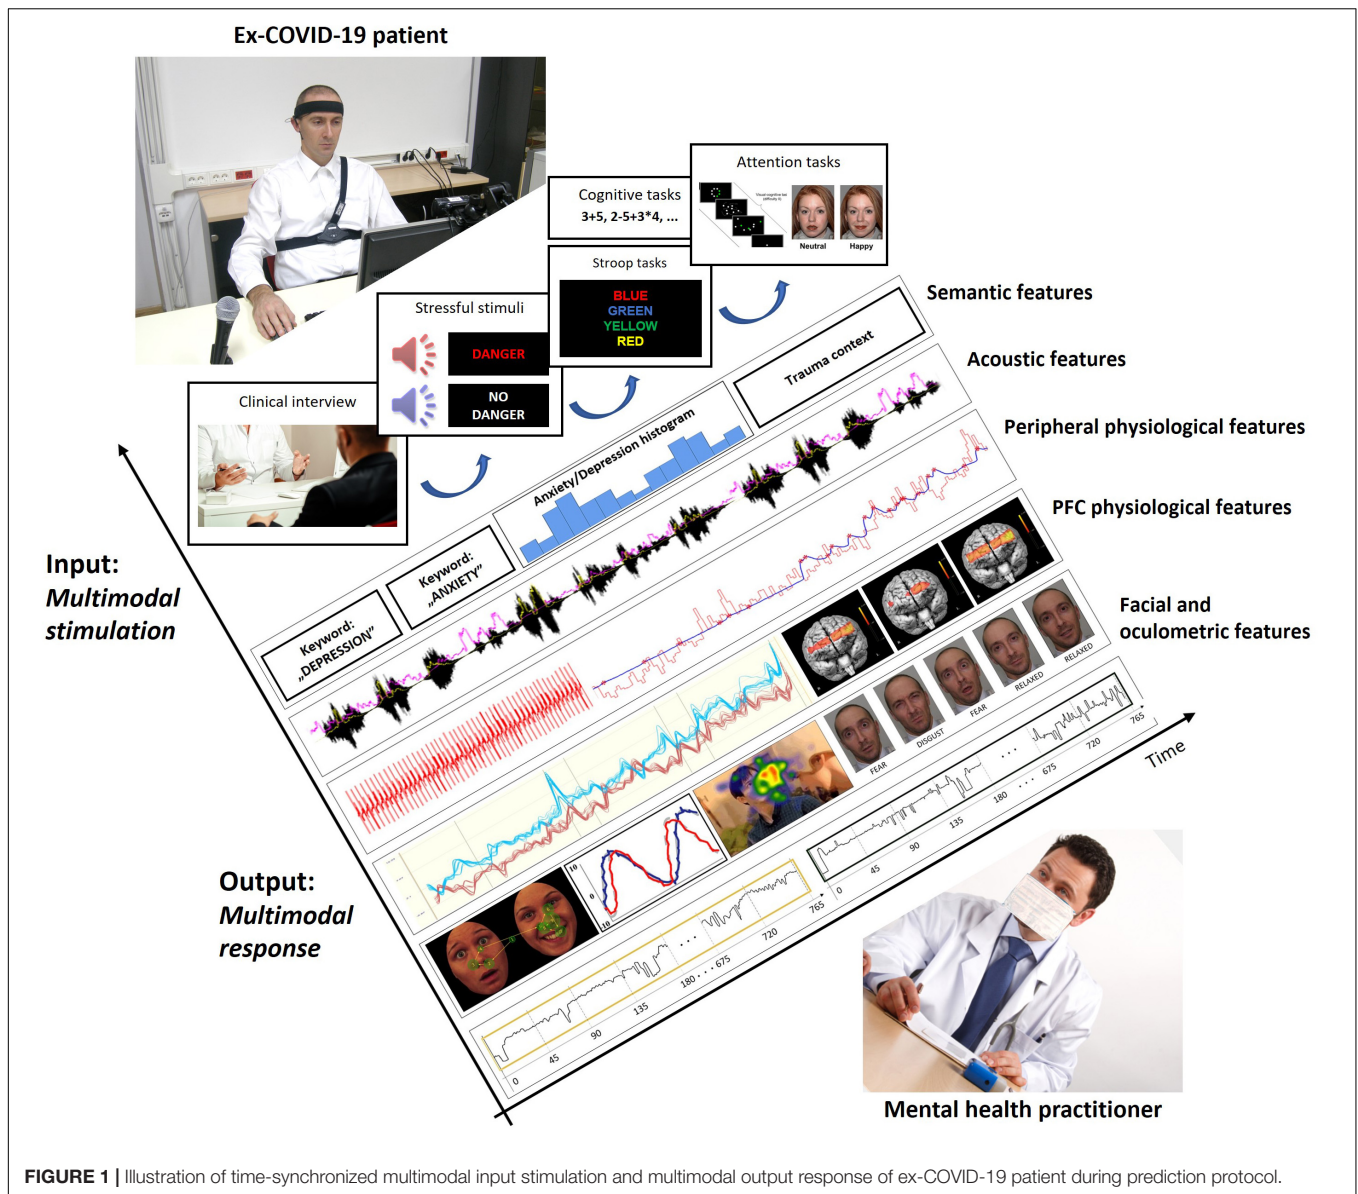 Ex-COVID-19 patient
Attention tasks
Visual cognitive test
Neutral
Happy
Cognitive tasks
3+5, 2-5+3*4, ...
Stroop tasks
BLUE
GREEN
YELLOW
RED
Stressful stimuli
DANGER
NO
DANGER
Clinical interview
Semantic features
Acoustic features
Peripheral physiological features
PFC physiological features
Facial and
oculometric features
Trauma context
Anxiety/Depression histogram
Keyword:
„ANXIETY”
Keyword:
„DEPRESSION”
Input:
Multimodal
stimulation
Output:
Multimodal
response
10
0
10
FEAR
DISGUST
FEAR
RELAXED
RELAXED
0
45
90
135
180 . . . 675
720
765
0
45
90
135
180 . . . 675
720
765
Time
Mental health practitioner
FIGURE 1 | Illustration of time-synchronized multimodal input stimulation and multimodal output response of ex-COVID-19 patient during prediction protocol.